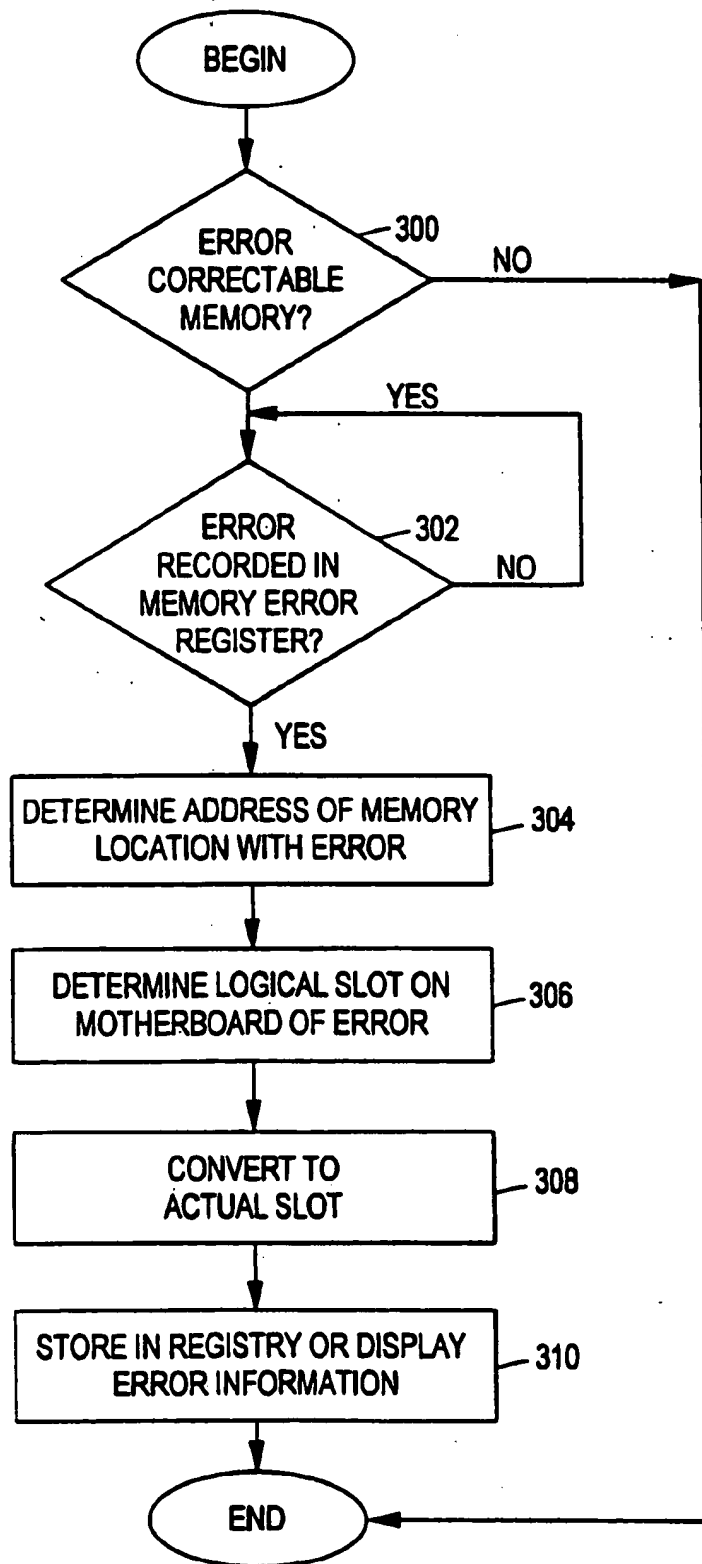 BEGIN
ERROR
CORRECTABLE
MEMORY?
300
NO
YES
ERROR
RECORDED IN
MEMORY ERROR
REGISTER?
302
NO
YES
DETERMINE ADDRESS OF MEMORY
LOCATION WITH ERROR
304
DETERMINE LOGICAL SLOT ON
MOTHERBOARD OF ERROR
306
CONVERT TO
ACTUAL SLOT
308
STORE IN REGISTRY OR DISPLAY
ERROR INFORMATION
310
END